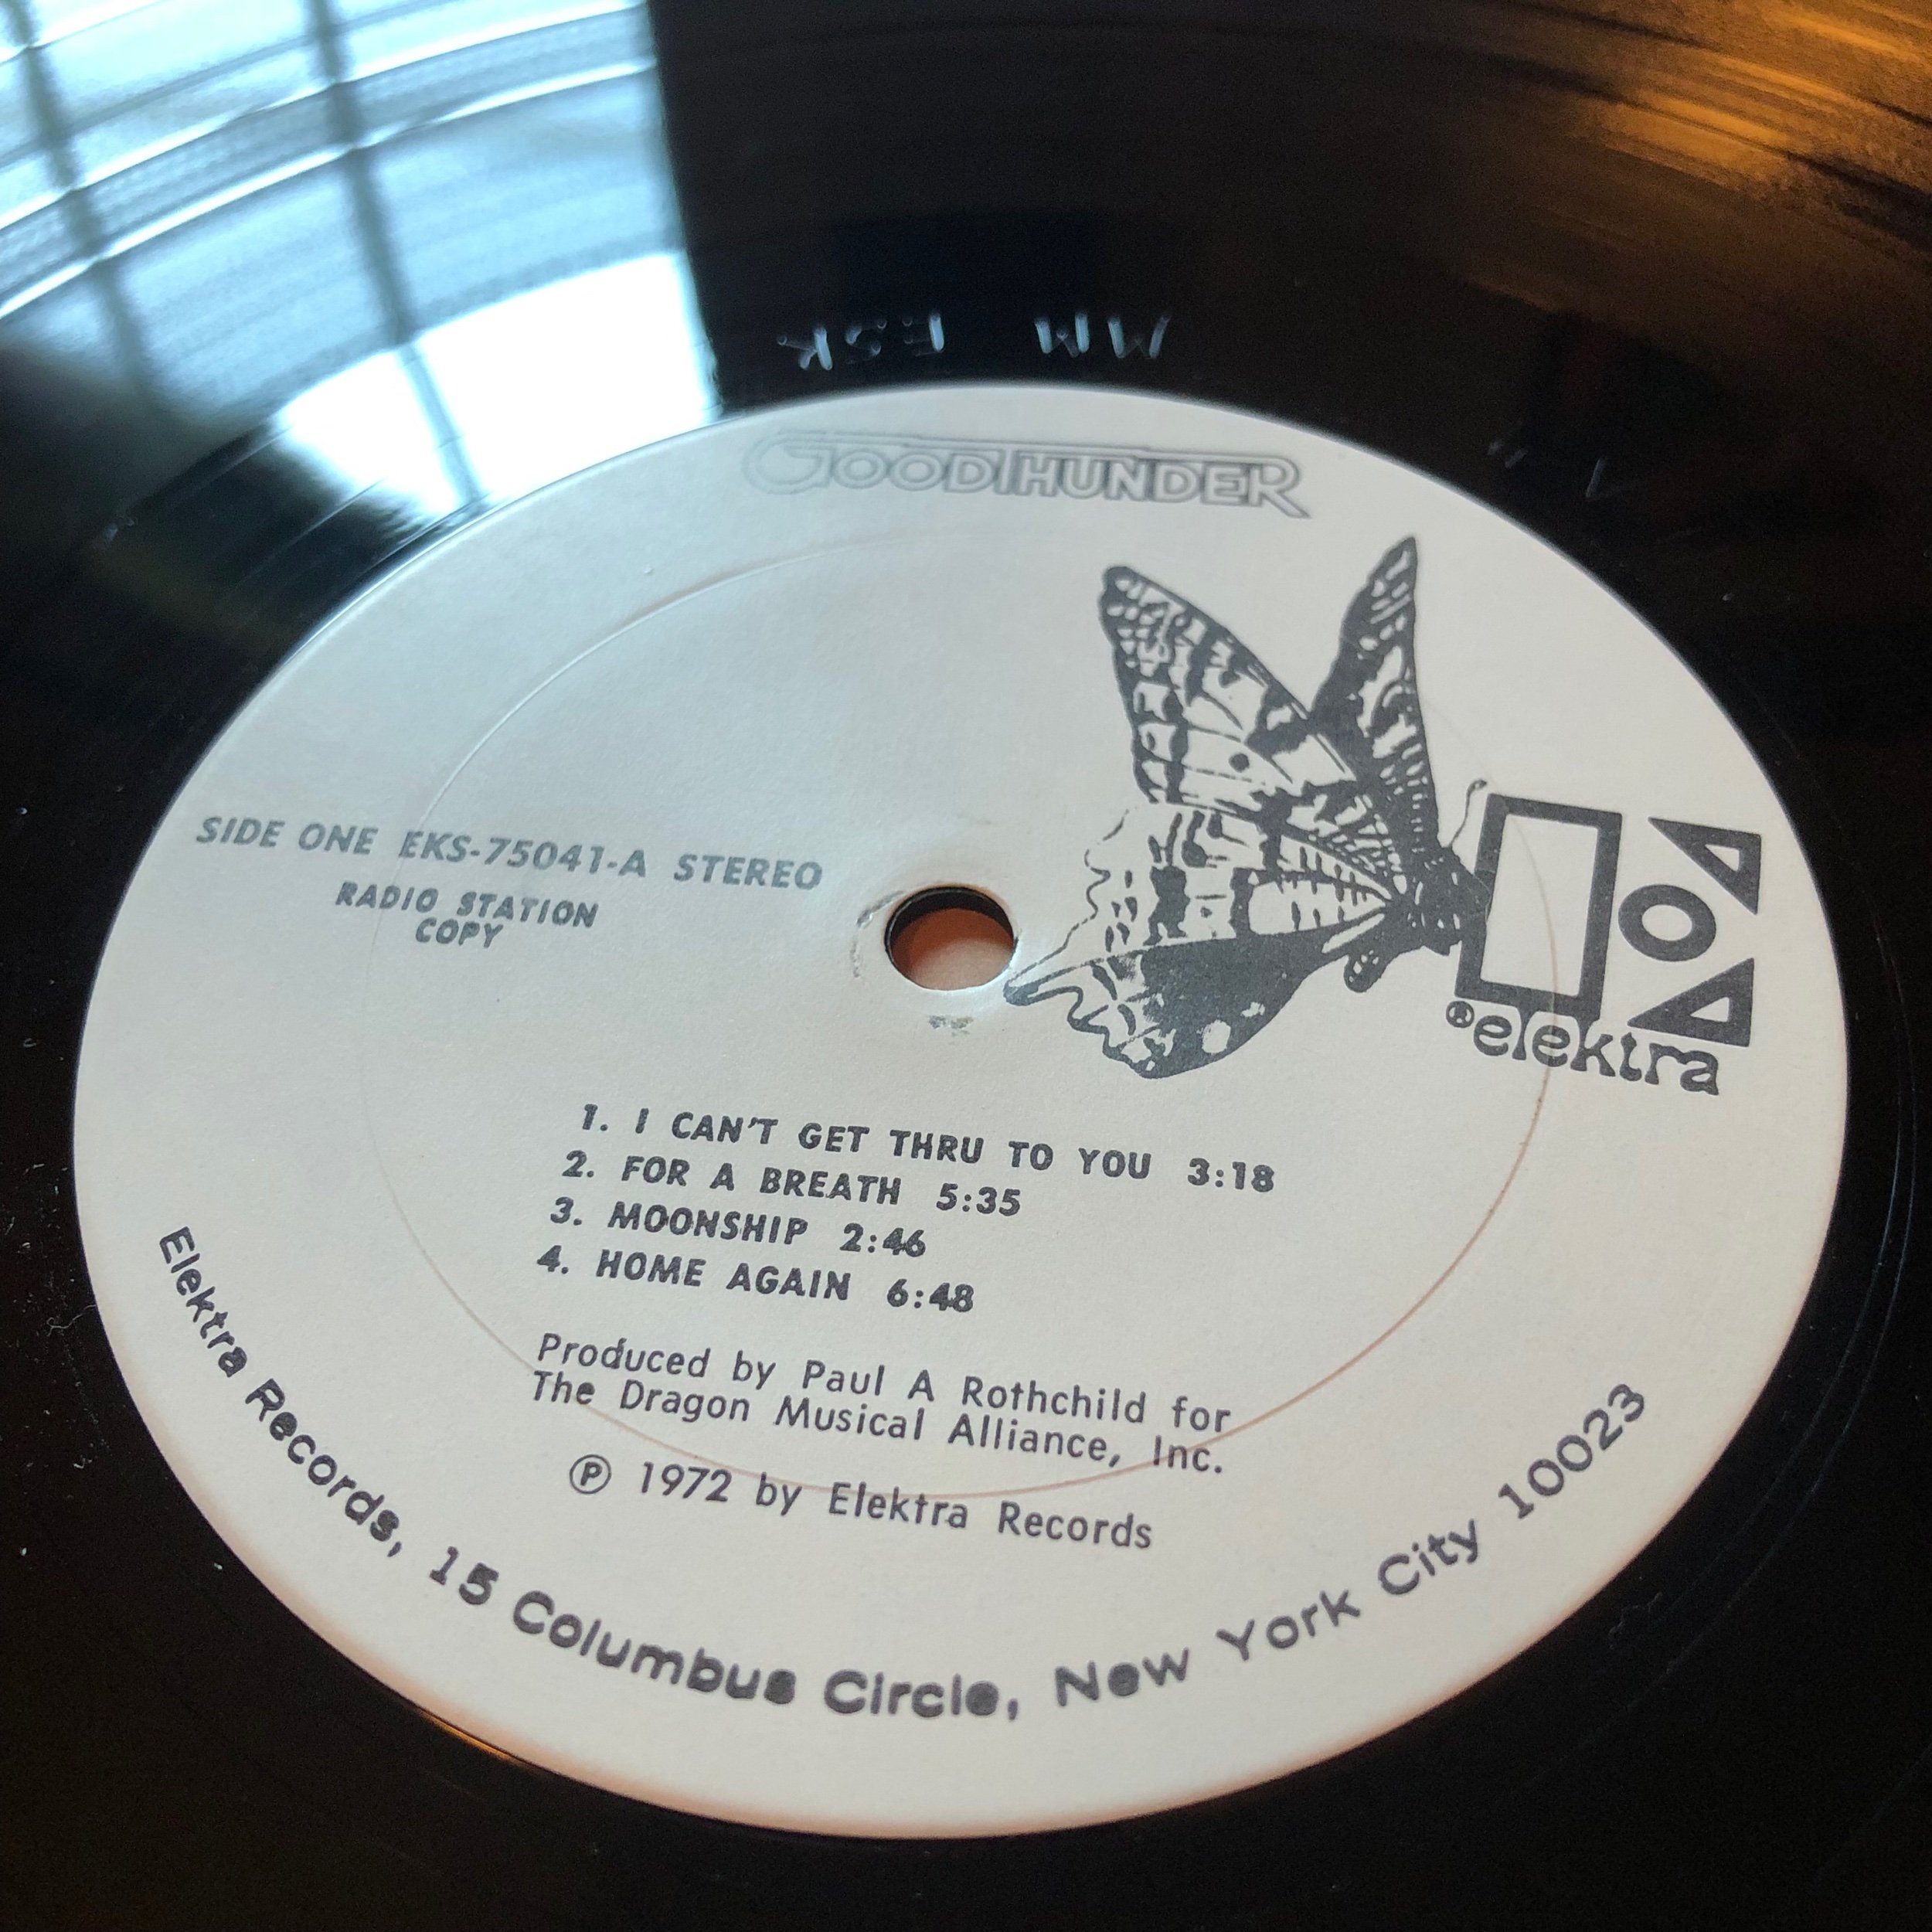 MM ESK
GOODTHUNDER
SIDE ONE EKS-75041-A STEREO
RADIO STATION
COPY
®elektra
1. I CAN'T GET THRU TO YOU 3:18
2. FOR A BREATH 5:35
3. MOONSHIP 2:46
4. HOME AGAIN 6:48
Produced by Paul A Rothchild for
The Dragon Musical Alliance, Inc.
Ⓟ 1972 by Elektra Records
Elektra Records, 15 Columbus Circle, New York City 10023